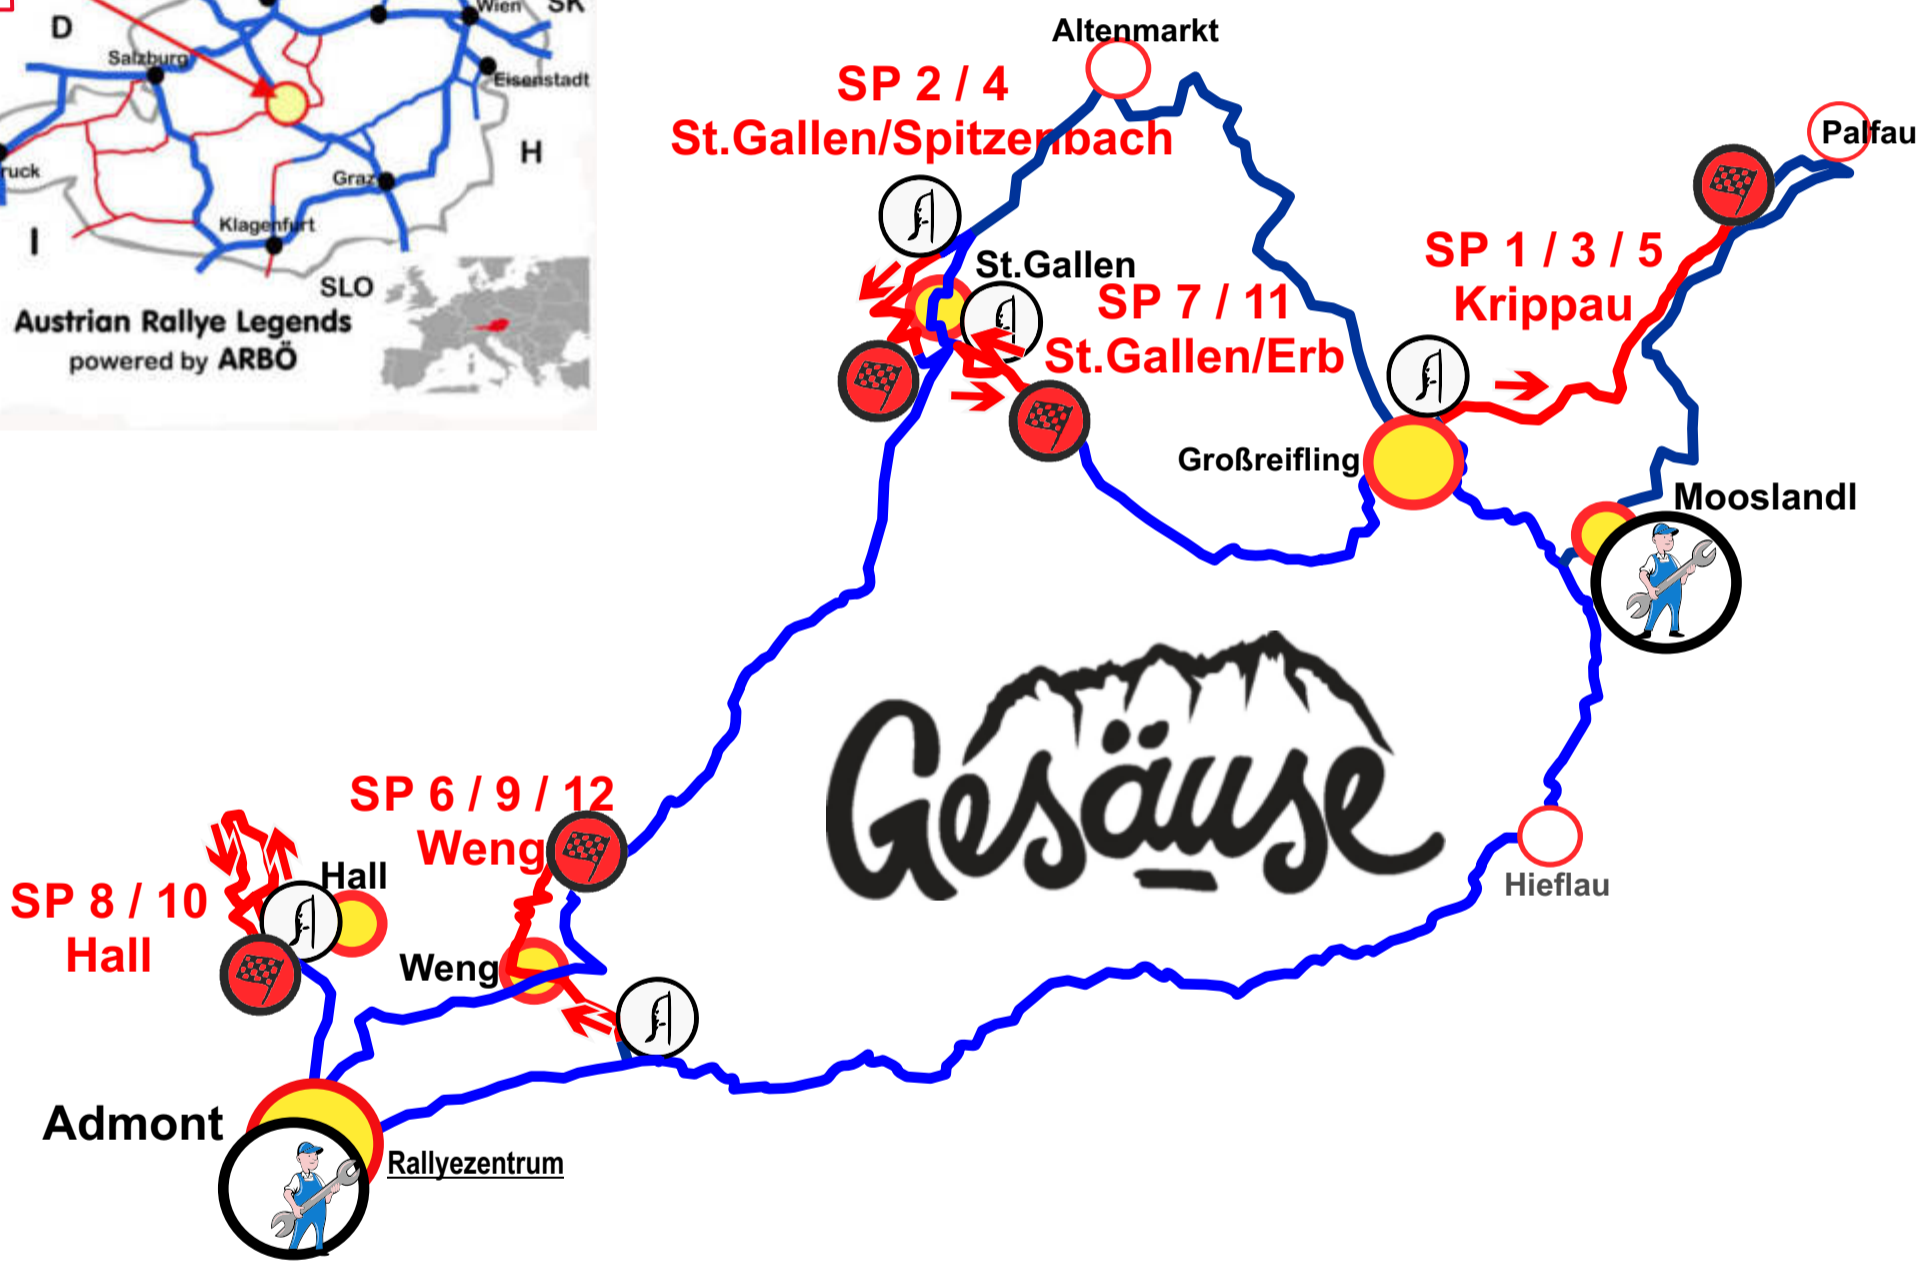 D
Wien
SK
Salzburg
Eisenstadt
H
ruck
Graz
Klagenfurt
I
SLO
Austrian Rallye Legends
powered by ARBÖ
Altenmarkt
SP 2 / 4
St.Gallen/Spitzenbach
Palfau
St.Gallen
SP 7 / 11
St.Gallen/Erb
SP 1 / 3 / 5
Krippau
Großreifling
Mooslandl
Gesäuse
SP 6 / 9 / 12
Weng
Hieflau
Hall
SP 8 / 10
Hall
Weng
Admont
Rallyezentrum